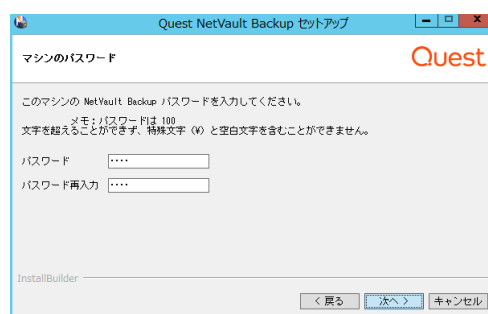 Quest NetVault Backup セットアップ
マシンのパスワード
Quest
このマシンの NetVault Backup パスワードを入力してください。
メモ：パスワードは 100
文字を超えることができず、特殊文字 (¥) と空白文字を含むことができません。
パスワード ····
パスワード再入力 ····
InstallBuilder
< 戻る 次へ > キャンセル